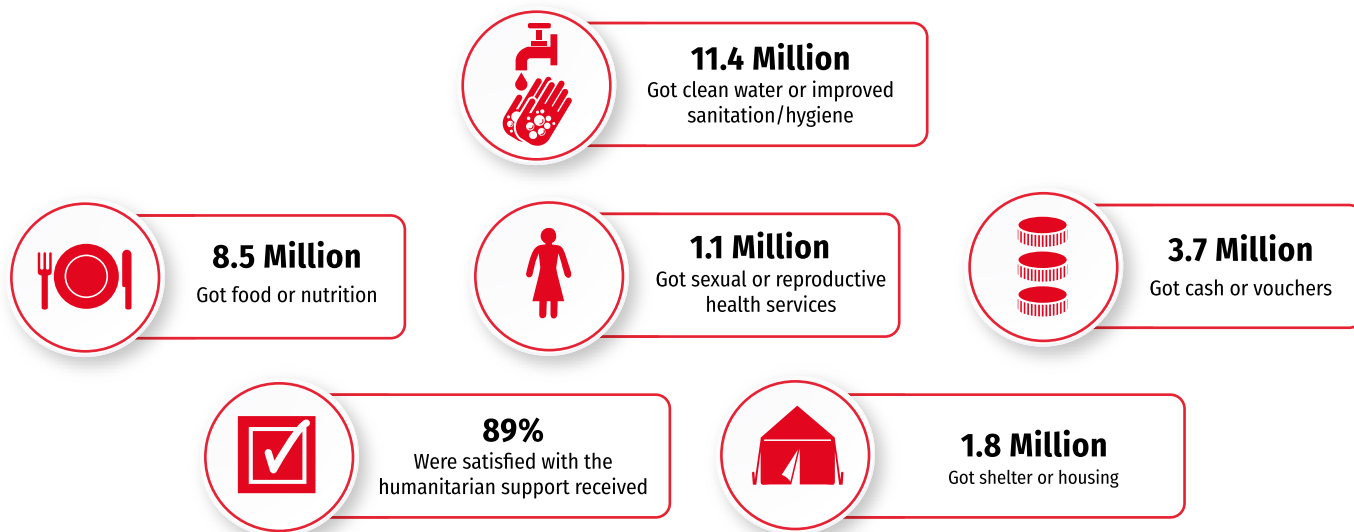 11.4 Million
Got clean water or improved
sanitation/hygiene
8.5 Million
Got food or nutrition
1.1 Million
Got sexual or reproductive
health services
3.7 Million
Got cash or vouchers
89%
Were satisfied with the
humanitarian support received
1.8 Million
Got shelter or housing